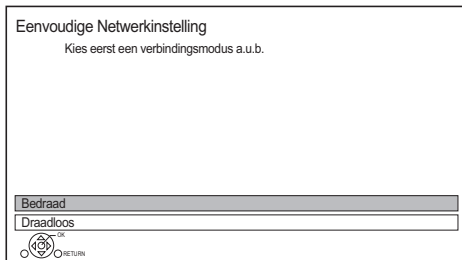 Eenvoudige Netwerkinstelling
Kies eerst een verbindingsmodus a.u.b.
Bedraad
Draadloos
OK
RETURN